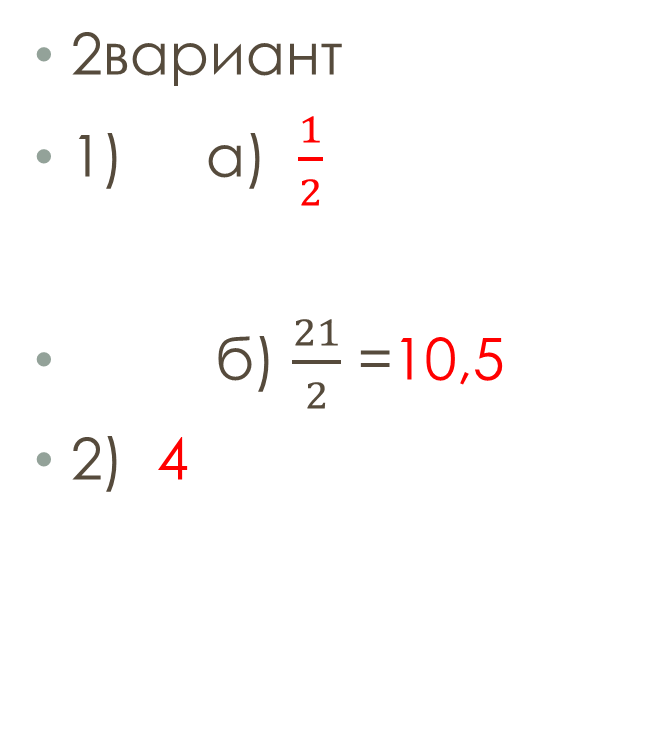 • 2вариант
• 1) а) 1/2
• б) 21/2 =10,5
• 2) 4